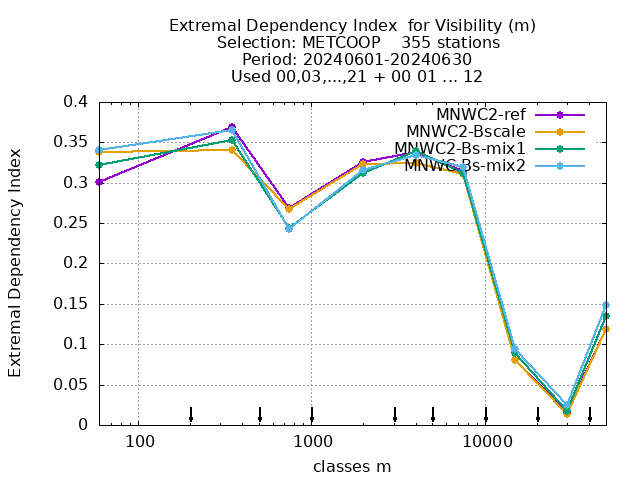 Extremal Dependency Index  for Visibility (m)
Selection: METCOOP    355 stations
Period: 20240601-20240630
Used 00,03,...,21 + 00 01 ... 12
0.4
0.35
0.3
0.25
0.2
0.15
0.1
0.05
0
Extremal Dependency Index
MNWC2-ref
MNWC2-Bscale
MNWC2-Bs-mix1
MNWC-Bs-mix2
100
1000
10000
classes m